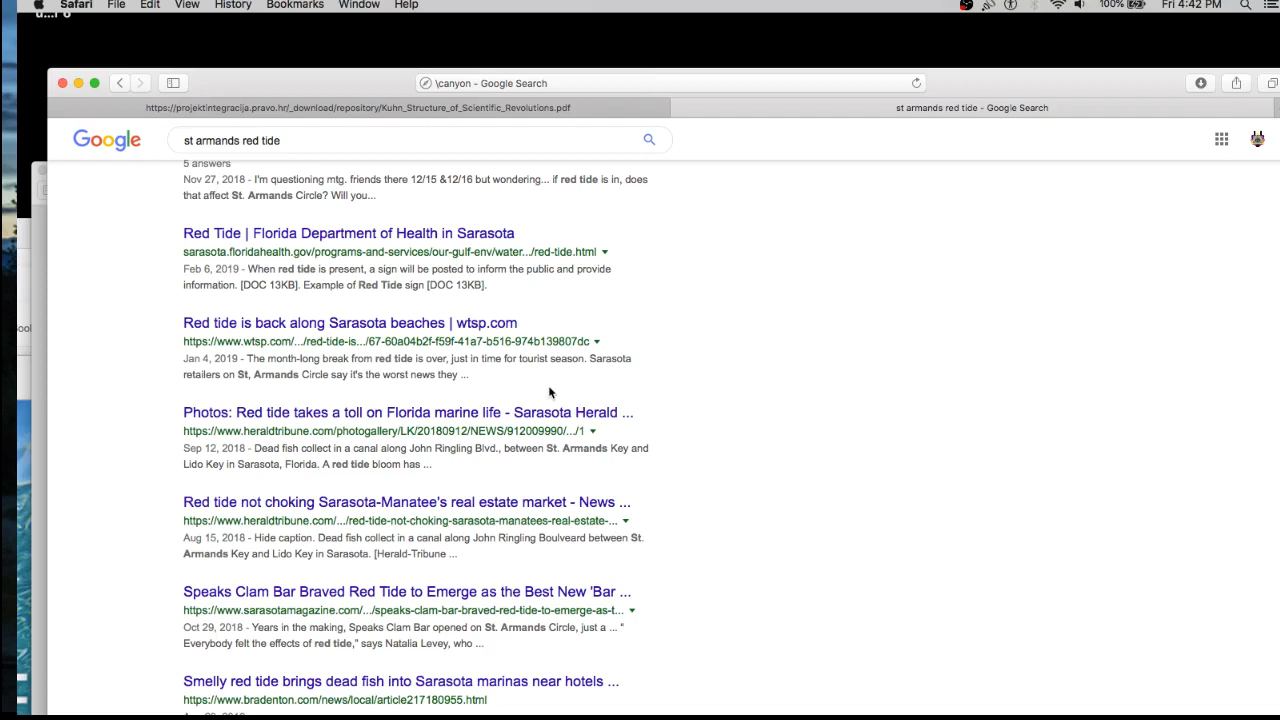 Safari File Edit View History Bookmarks Window Help 100% Fri 4:42 PM
\canyon - Google Search
https://projektintegracija.pravo.hr/_download/repository/Kuhn_Structure_of_Scientific_Revolutions.pdf
st armands red tide - Google Search
Google
st armands red tide
5 answers
Nov 27, 2018 - I'm questioning mtg. friends there 12/15 &12/16 but wondering... if red tide is in, does
that affect St. Armands Circle? Will you...
Red Tide | Florida Department of Health in Sarasota
sarasota.floridahealth.gov/programs-and-services/our-gulf-env/water.../red-tide.html
Feb 6, 2019 - When red tide is present, a sign will be posted to inform the public and provide
information. [DOC 13KB]. Example of Red Tide sign [DOC 13KB].
Red tide is back along Sarasota beaches | wtsp.com
https://www.wtsp.com/.../red-tide-is.../67-60a04b2f-f59f-41a7-b516-974b139807dc
Jan 4, 2019 - The month-long break from red tide is over, just in time for tourist season. Sarasota
retailers on St, Armands Circle say it's the worst news they ...
Photos: Red tide takes a toll on Florida marine life - Sarasota Herald ...
https://www.heraldtribune.com/photogallery/LK/20180912/NEWS/912009990/.../1
Sep 12, 2018 - Dead fish collect in a canal along John Ringling Blvd., between St. Armands Key and
Lido Key in Sarasota, Florida. A red tide bloom has ...
Red tide not choking Sarasota-Manatee's real estate market - News ...
https://www.heraldtribune.com/.../red-tide-not-choking-sarasota-manatees-real-estate-...
Aug 15, 2018 - Hide caption. Dead fish collect in a canal along John Ringling Boulveard between St.
Armands Key and Lido Key in Sarasota. [Herald-Tribune ...
Speaks Clam Bar Braved Red Tide to Emerge as the Best New 'Bar ...
https://www.sarasotamagazine.com/.../speaks-clam-bar-braved-red-tide-to-emerge-as-t...
Oct 29, 2018 - Years in the making, Speaks Clam Bar opened on St. Armands Circle, just a ... "
Everybody felt the effects of red tide," says Natalia Levey, who ...
Smelly red tide brings dead fish into Sarasota marinas near hotels ...
https://www.bradenton.com/news/local/article217180955.html